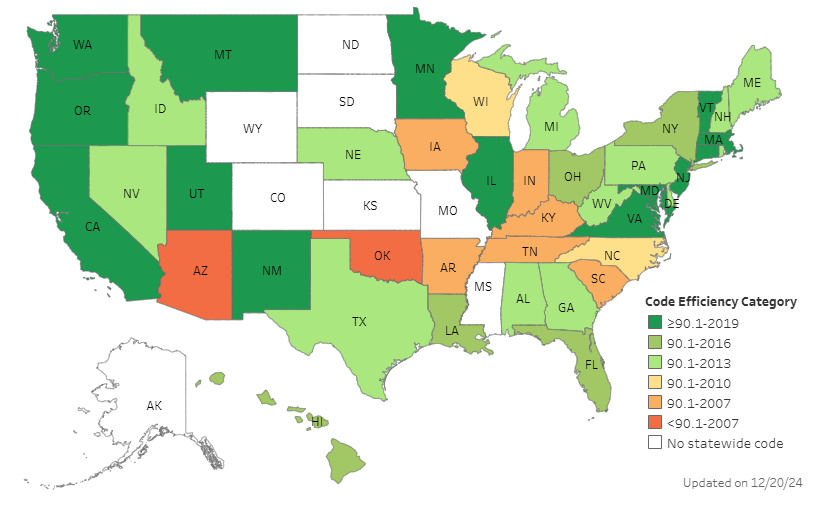 WA
MT
ND
MN
OR
ID
SD
WI
MI
ME
VT
NH
NY
MA
WY
IA
NE
PA
NJ
NV
UT
CO
IL
IN
OH
MD
DE
WV
VA
KS
MO
KY
CA
AZ
NM
OK
AR
TN
NC
SC
TX
MS
AL
GA
LA
FL
AK
HI
Code Efficiency Category
≥90.1-2019
90.1-2016
90.1-2013
90.1-2010
90.1-2007
<90.1-2007
No statewide code
Updated on 12/20/24